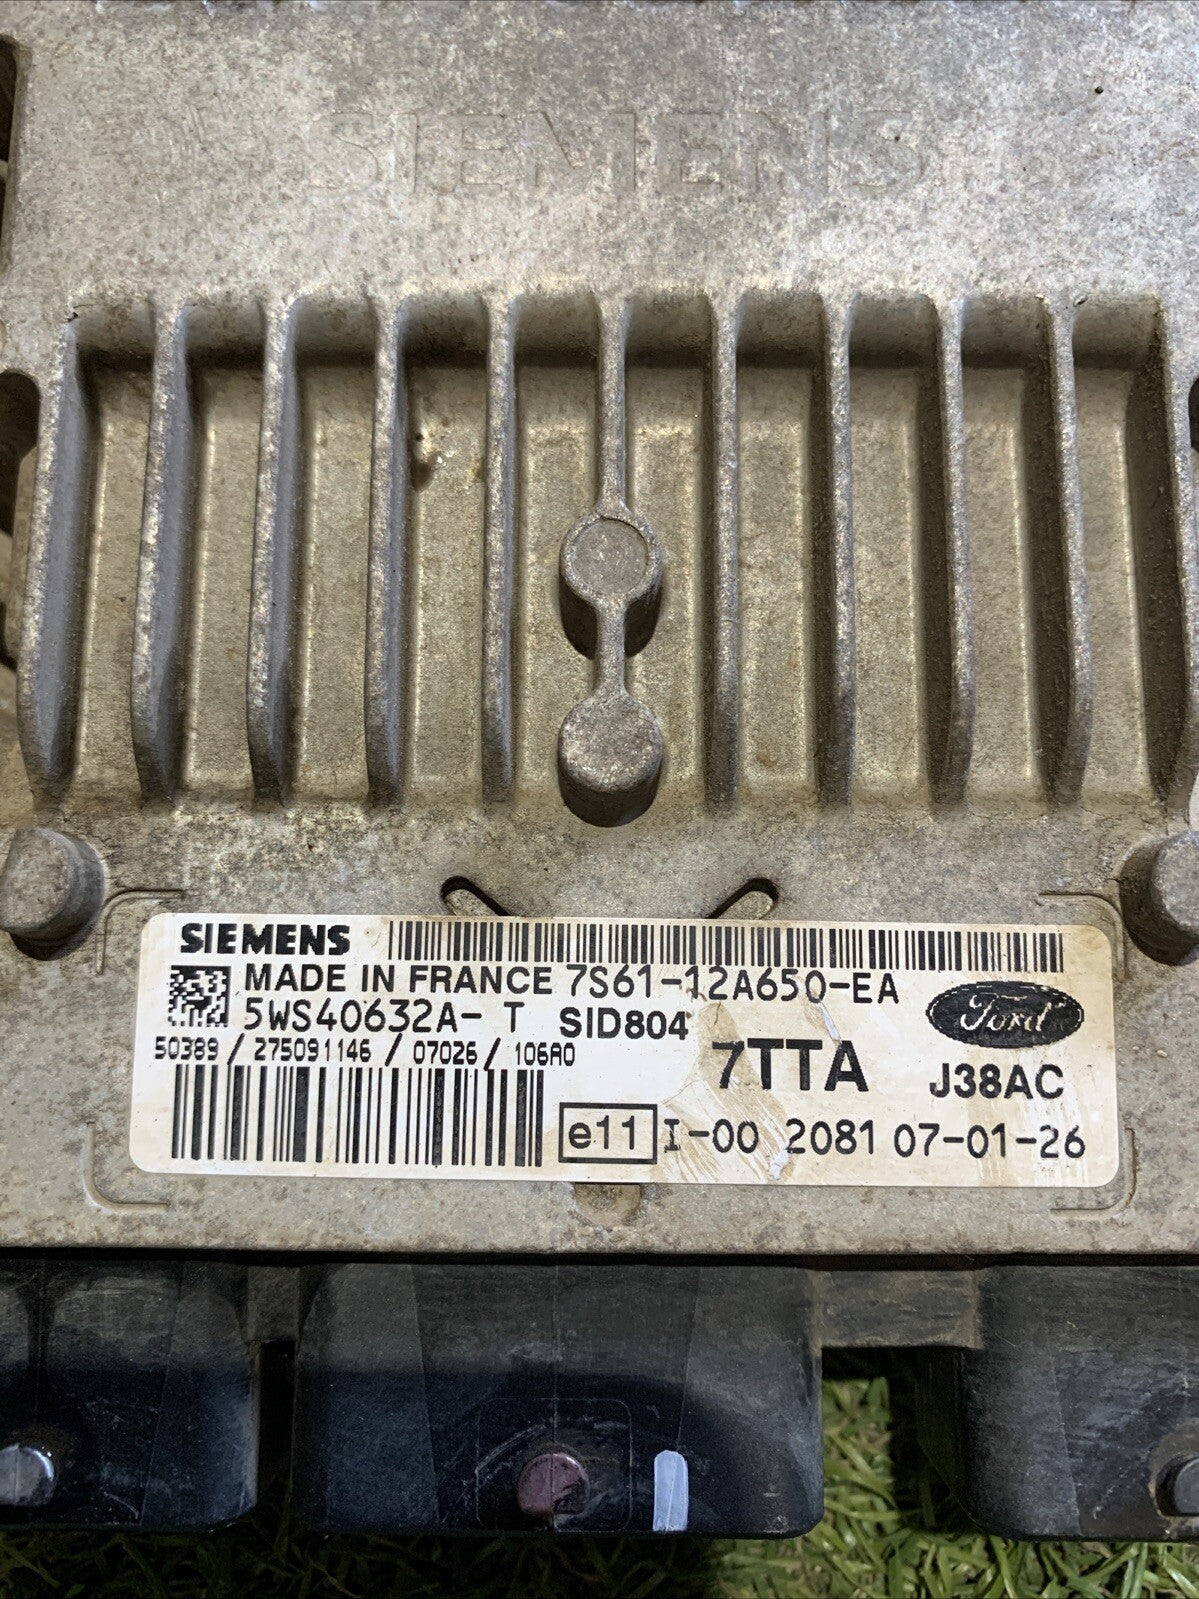 SIEMENS
SIEMENS
MADE IN FRANCE 7S61-12A650-EA
5WS40632A- T SID804
Ford
50389 / 275091146 / 07026 / 106A0
7TTA J38AC
e11 I-00 2081 07-01-26